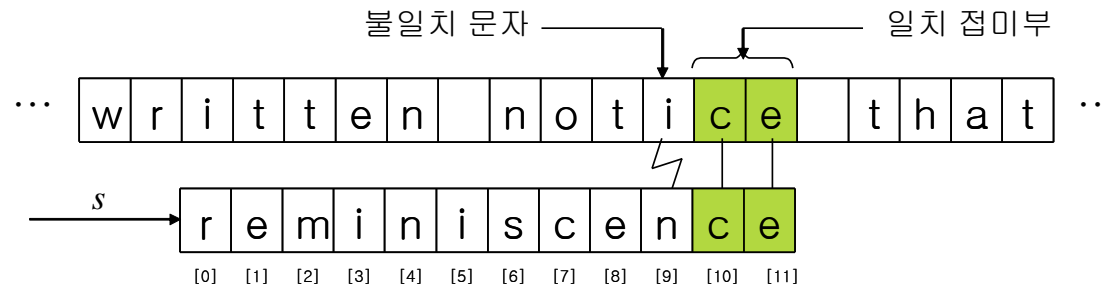 불일치 문자 일치 접미부
… written notice that ..
s reminiscence
[0] [1] [2] [3] [4] [5] [6] [7] [8] [9] [10] [11]